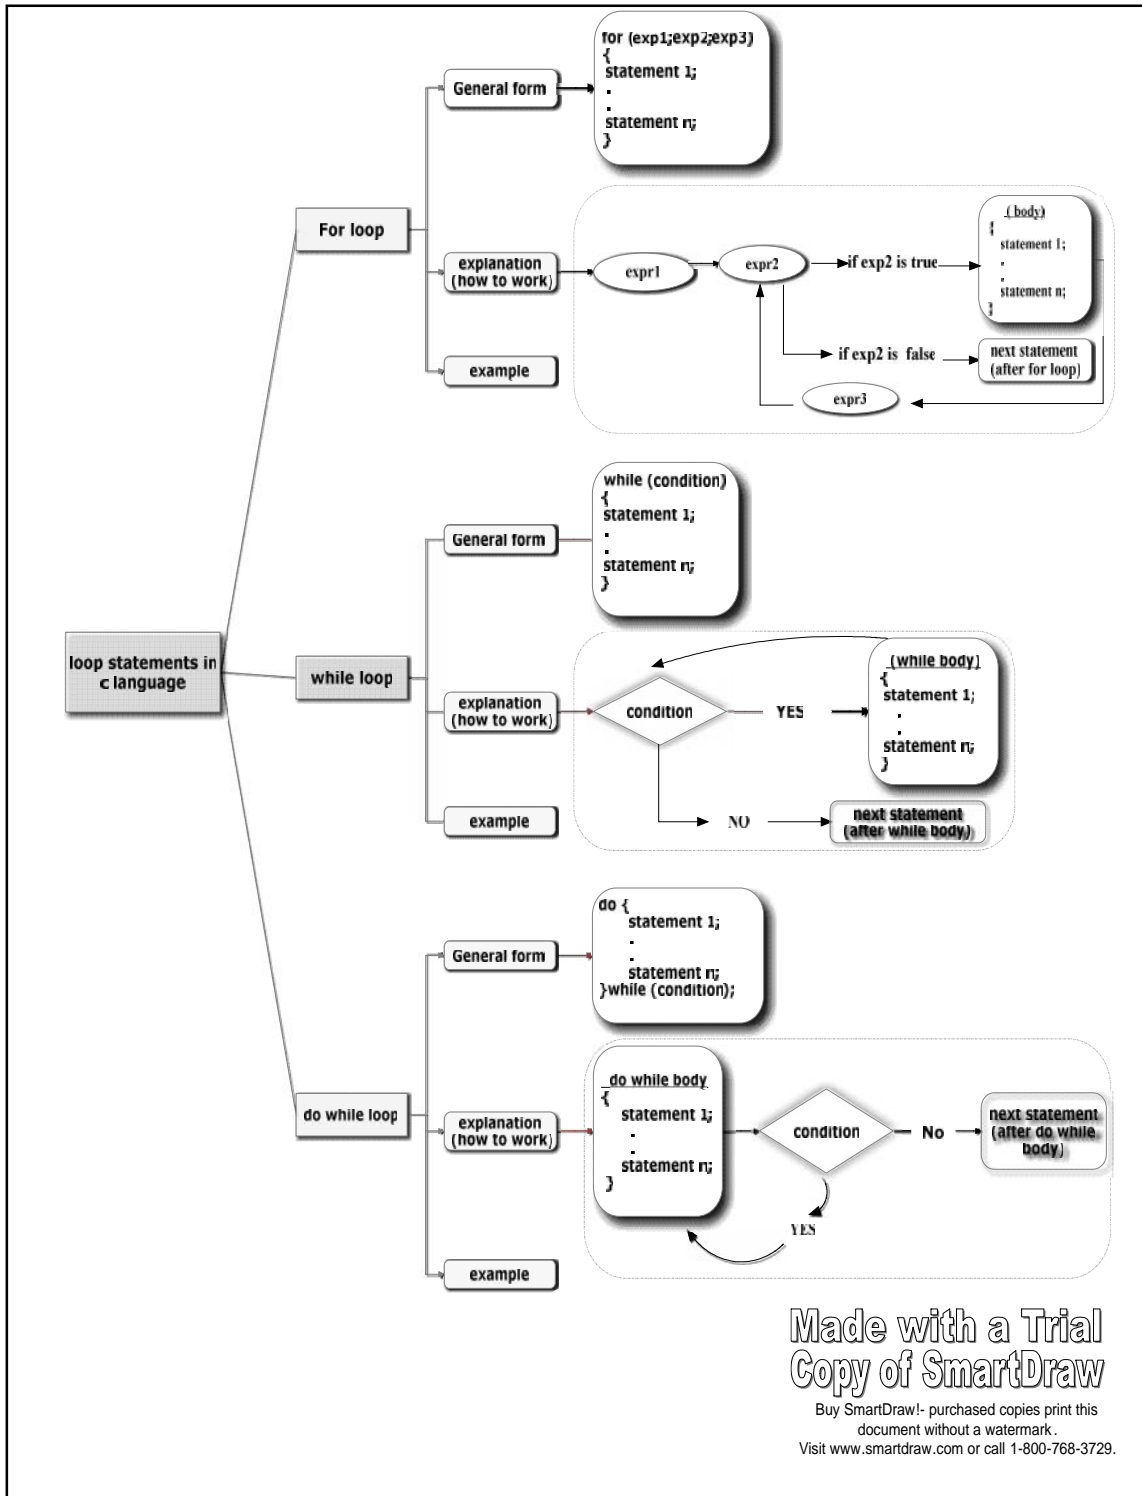 for (exp1;exp2;exp3)
{
statement 1;
.
.
statement n;
}
General form
For loop
explanation
(how to work)
expr1
expr2
if exp2 is true
( body)
{
statement 1;
.
.
statement n;
}
if exp2 is false
next statement
(after for loop)
expr3
example
while (condition)
{
statement 1;
.
.
statement n;
}
General form
loop statements in
c language
while loop
explanation
(how to work)
condition
YES
(while body)
{
statement 1;
.
.
statement n;
}
NO
next statement
(after while body)
example
do {
statement 1;
.
.
statement n;
}while (condition);
General form
do while loop
explanation
(how to work)
do while body
{
statement 1;
.
.
statement n;
}
condition
No
next statement
(after do while
body)
YES
example
Made with a Trial
Copy of SmartDraw
Buy SmartDraw!- purchased copies print this
document without a watermark .
Visit www.smartdraw.com or call 1-800-768-3729.